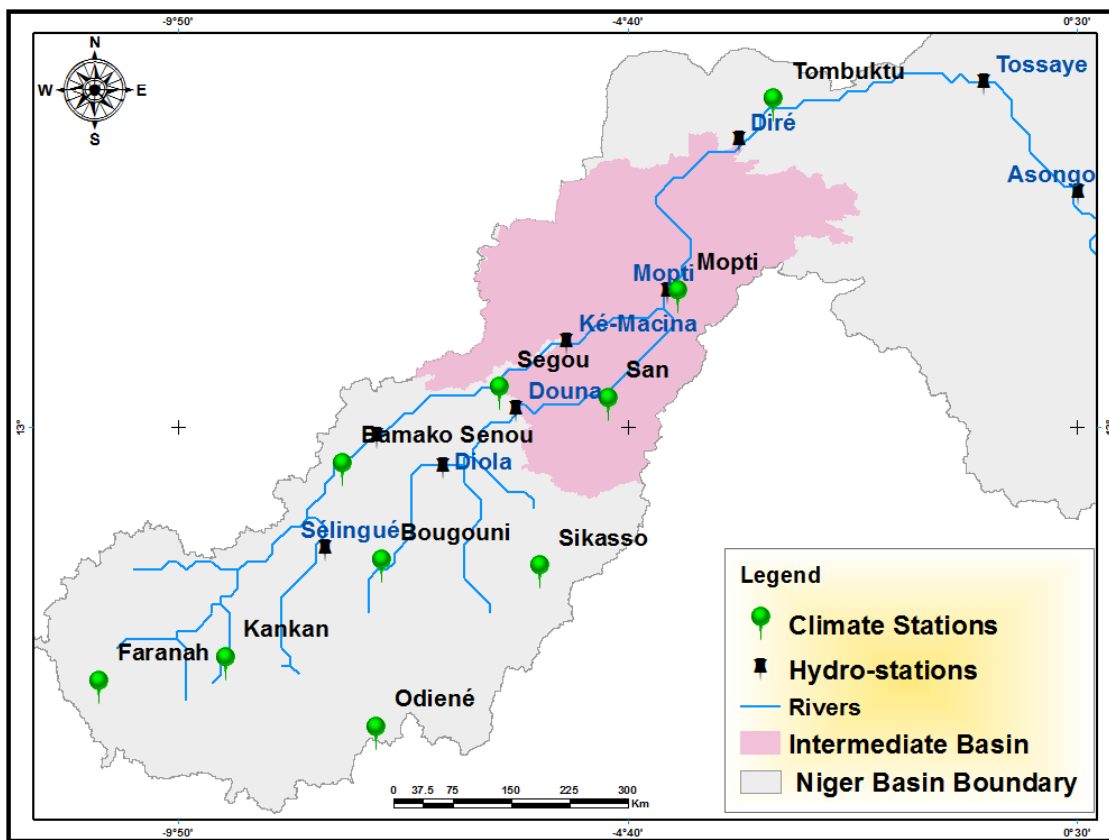 -9°50'
-4°40'
0°30'
N
W
E
S
Tombuktu
Tossaye
Diré
Asongo
Mopti
Mopti
Ké-Macina
Segou
San
Douna
13°
Bamako Senou
Diola
Sélingué
Bougouni
Sikasso
Kankan
Faranah
Odiené
Legend
Climate Stations
Hydro-stations
Rivers
Intermediate Basin
Niger Basin Boundary
0 37.5 75 150 225 300
Km
-9°50'
-4°40'
0°30'